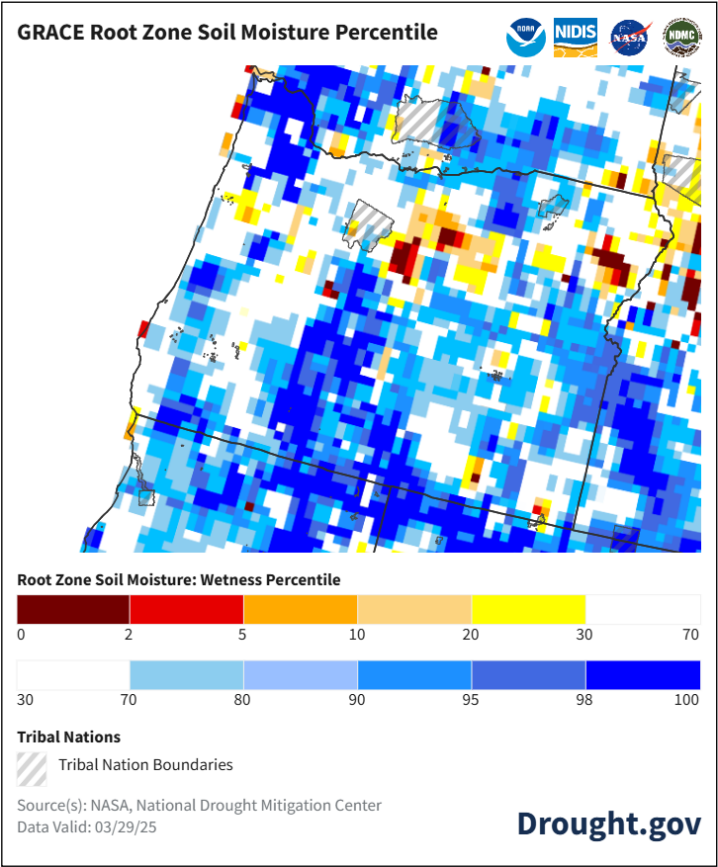 GRACE Root Zone Soil Moisture Percentile
NOAA
NIDIS
NASA
NDMC
Root Zone Soil Moisture: Wetness Percentile
0 2 5 10 20 30 70
30 70 80 90 95 98 100
Tribal Nations
Tribal Nation Boundaries
Source(s): NASA, National Drought Mitigation Center
Data Valid: 03/29/25
Drought.gov